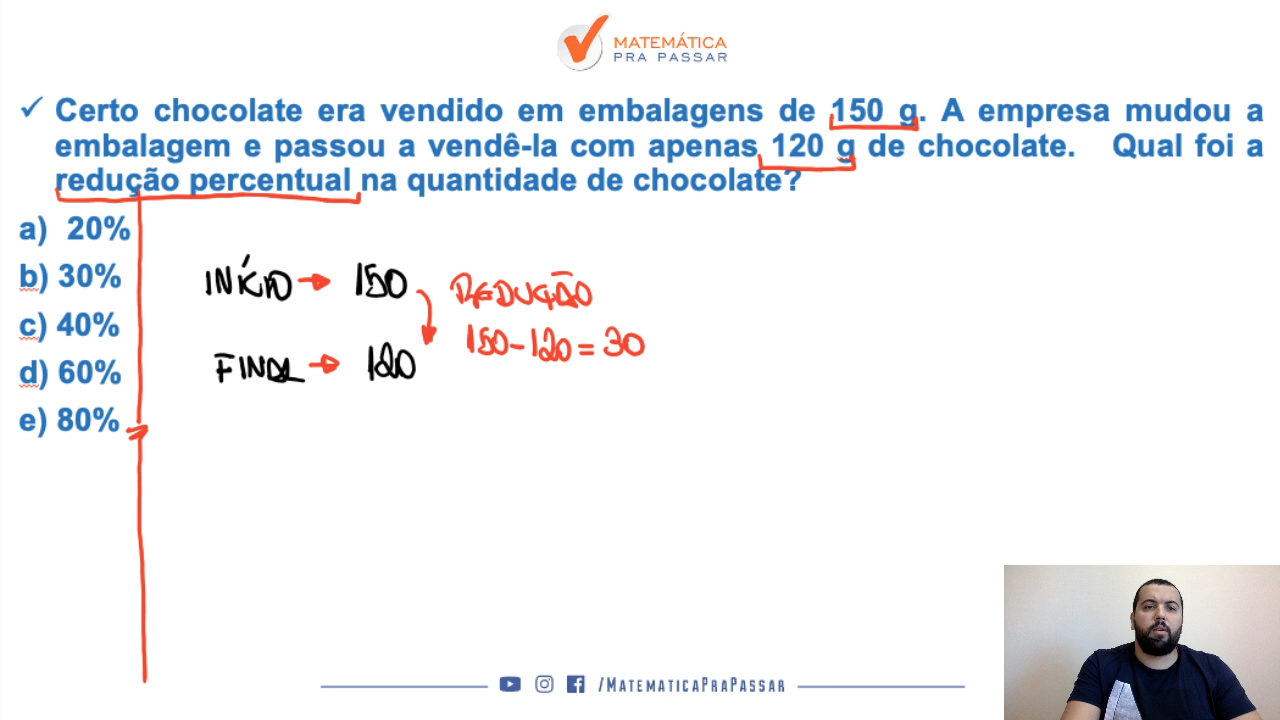 MATEMÁTICA
PRA PASSAR
✓ Certo chocolate era vendido em embalagens de 150 g. A empresa mudou a
embalagem e passou a vendê-la com apenas 120 g de chocolate. Qual foi a
redução percentual na quantidade de chocolate?
a) 20%
b) 30%
c) 40%
d) 60%
e) 80%
INÍCIO → 150
REDUÇÃO
150 - 120 = 30
FINAL → 120
/MATEMATICAPRAPASSAR